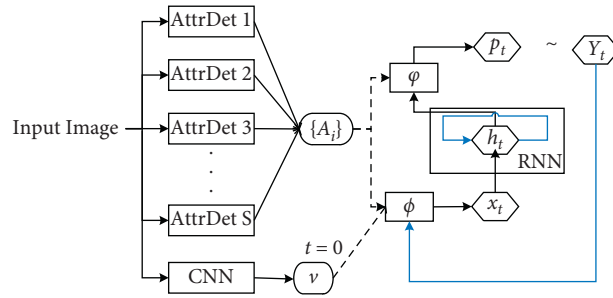 AttrDet 1
AttrDet 2
Input Image
AttrDet 3
.
.
.
AttrDet S
CNN
{A_i}
v
t = 0
φ
p_t
~
Y_t
h_t
RNN
ϕ
x_t